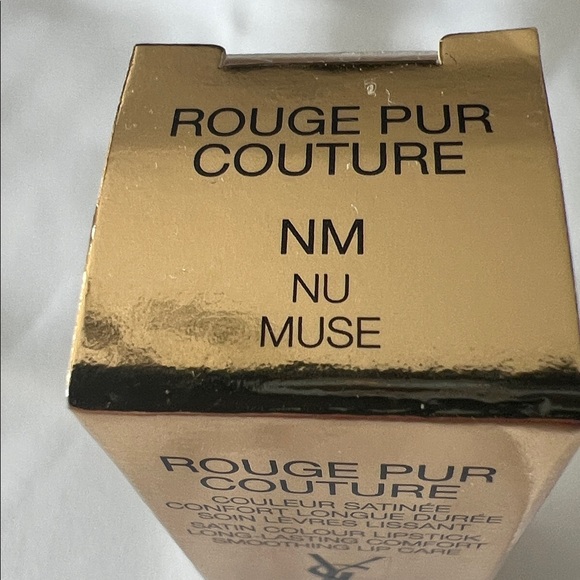 ROUGE PUR
COUTURE
NM
NU
MUSE
ROUGE PUR
COUTURE
COULEUR SATINÉE
CONFORT LONGUE DURÉE
SOIN LÈVRES LISSANT
SATIN COLOUR LIPSTICK
LONG-LASTING COMFORT
SMOOTHING LIP CARE